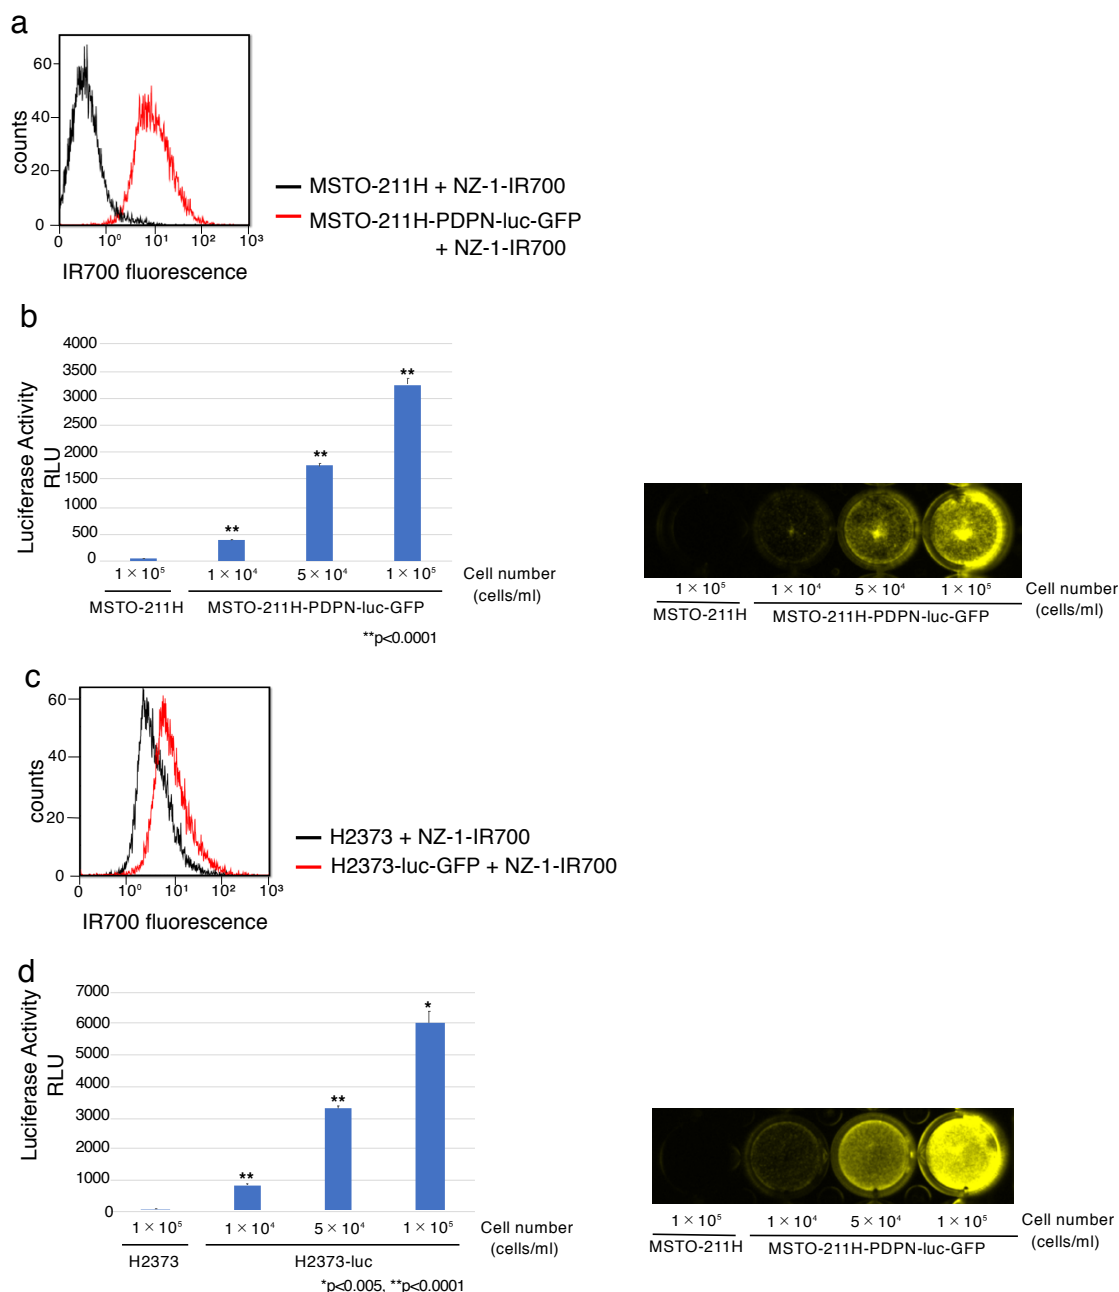 a
60
40
20
0
counts
0 10⁰ 10¹ 10² 10³
IR700 fluorescence
MSTO-211H + NZ-1-IR700
MSTO-211H-PDPN-luc-GFP
+ NZ-1-IR700
b
Luciferase Activity
RLU
4000
3500
3000
2500
2000
1500
1000
500
0
**
**
**
1 × 10⁵ 1 × 10⁴ 5 × 10⁴ 1 × 10⁵ Cell number
(cells/ml)
MSTO-211H MSTO-211H-PDPN-luc-GFP
**p<0.0001
1 × 10⁵ 1 × 10⁴ 5 × 10⁴ 1 × 10⁵ Cell number
(cells/ml)
MSTO-211H MSTO-211H-PDPN-luc-GFP
c
60
40
20
0
counts
0 10⁰ 10¹ 10² 10³
IR700 fluorescence
H2373 + NZ-1-IR700
H2373-luc-GFP + NZ-1-IR700
d
Luciferase Activity
RLU
7000
6000
5000
4000
3000
2000
1000
0
**
**
*
1 × 10⁵ 1 × 10⁴ 5 × 10⁴ 1 × 10⁵ Cell number
(cells/ml)
H2373 H2373-luc
*p<0.005, **p<0.0001
1 × 10⁵ 1 × 10⁴ 5 × 10⁴ 1 × 10⁵ Cell number
(cells/ml)
MSTO-211H MSTO-211H-PDPN-luc-GFP